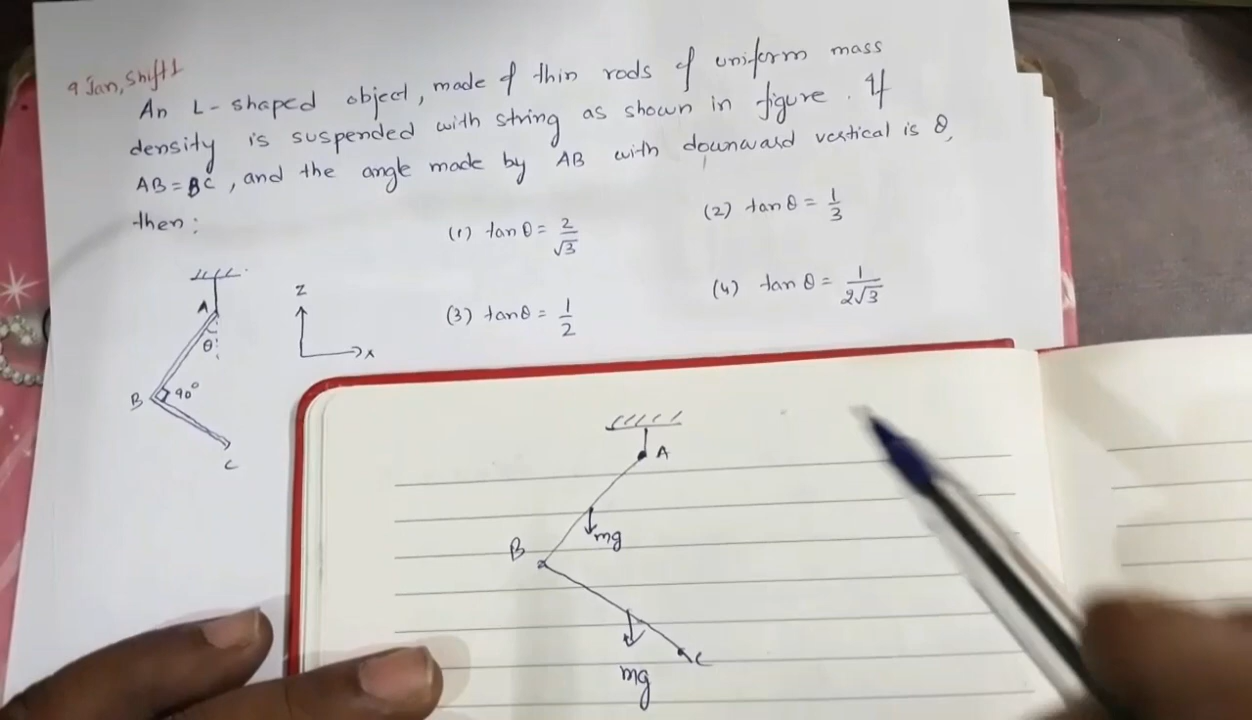 9 Jan, Shift 1
An L-shaped object, made of thin rods of uniform mass
density is suspended with string as shown in figure. If
AB = BC, and the angle made by AB with downward vertical is θ,
then:
(1) tan θ = 2/√3
(2) tan θ = 1/3
(3) tan θ = 1/2
(4) tan θ = 1/2√3
A
θ
B
90°
C
Z
X
A
mg
B
C
mg